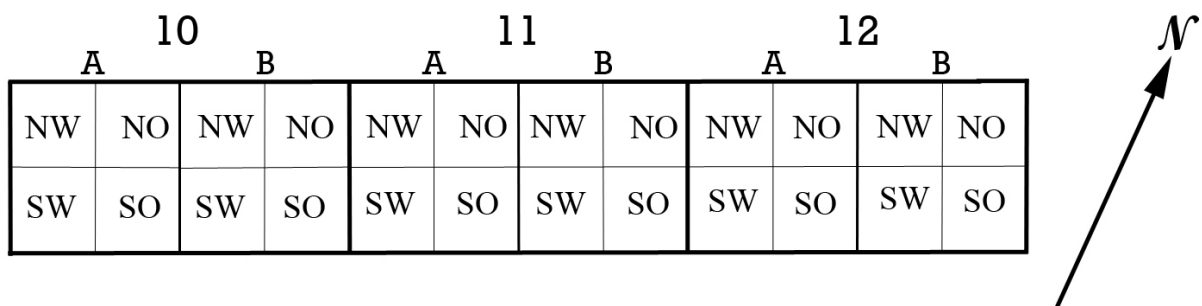 10 11 12 N
A B A B A B
NW NO NW NO NW NO NW NO NW NO NW NO
SW SO SW SO SW SO SW SO SW SO SW SO